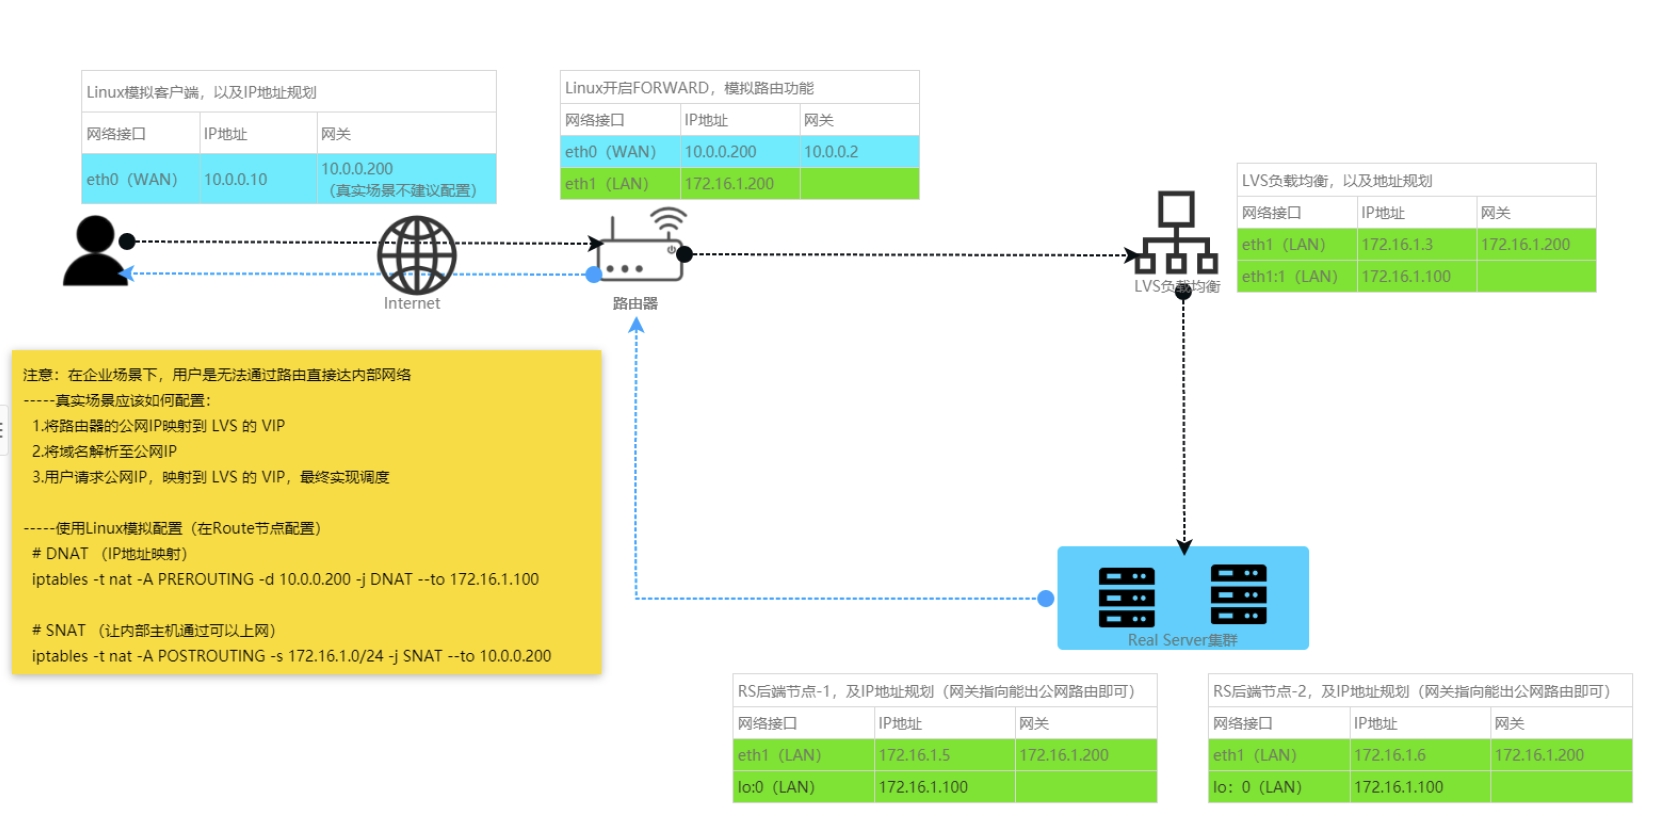 Linux模拟客户端，以及IP地址规划
网络接口 IP地址 网关
eth0（WAN） 10.0.0.10 10.0.0.200
（真实场景不建议配置）
Linux开启FORWARD，模拟路由功能
网络接口 IP地址 网关
eth0（WAN） 10.0.0.200 10.0.0.2
eth1（LAN） 172.16.1.200
LVS负载均衡，以及地址规划
网络接口 IP地址 网关
eth1（LAN） 172.16.1.3 172.16.1.200
eth1:1（LAN） 172.16.1.100
Internet
路由器
LVS负载均衡
注意：在企业场景下，用户是无法通过路由直接达内部网络
-----真实场景应该如何配置：
1.将路由器的公网IP映射到 LVS 的 VIP
2.将域名解析至公网IP
3.用户请求公网IP，映射到 LVS 的 VIP，最终实现调度
-----使用Linux模拟配置（在Route节点配置）
# DNAT （IP地址映射）
iptables -t nat -A PREROUTING -d 10.0.0.200 -j DNAT --to 172.16.1.100
# SNAT （让内部主机通过可以上网）
iptables -t nat -A POSTROUTING -s 172.16.1.0/24 -j SNAT --to 10.0.0.200
Real Server集群
RS后端节点-1，及IP地址规划（网关指向能出公网路由即可）
网络接口 IP地址 网关
eth1（LAN） 172.16.1.5 172.16.1.200
lo:0（LAN） 172.16.1.100
RS后端节点-2，及IP地址规划（网关指向能出公网路由即可）
网络接口 IP地址 网关
eth1（LAN） 172.16.1.6 172.16.1.200
lo：0（LAN） 172.16.1.100